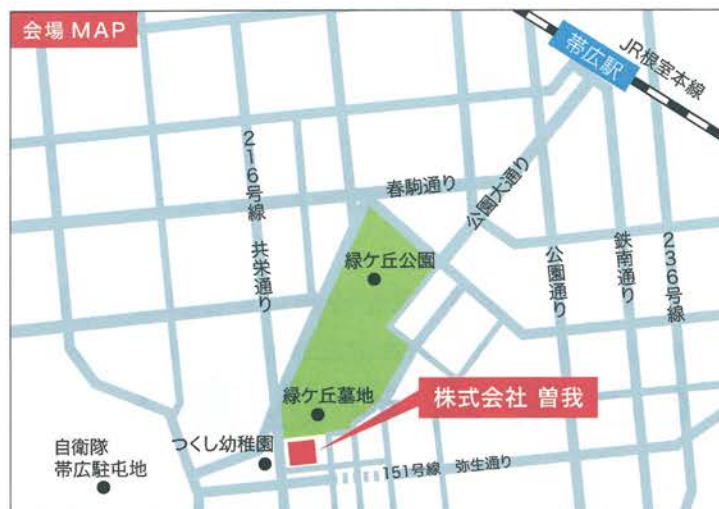 会場 MAP
帯広駅
JR根室本線
216号線 共栄通り
春駒通り
公園大通り
緑ケ丘公園
公園通り
鉄南通り
236号線
緑ケ丘墓地
株式会社 曽我
つくし幼稚園
自衛隊
帯広駐屯地
151号線 弥生通り